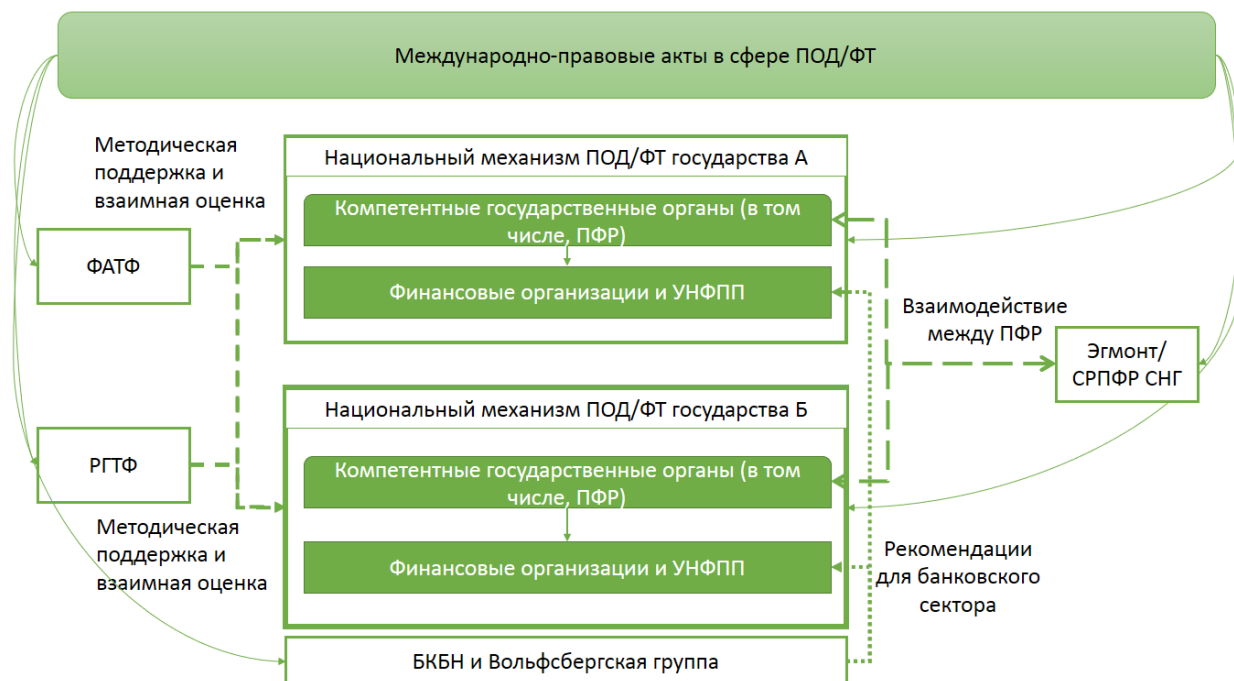 Международно-правовые акты в сфере ПОД/ФТ
Методическая
поддержка и
взаимная оценка
Национальный механизм ПОД/ФТ государства А
Компетентные государственные органы (в том
числе, ПФР)
ФАТФ
Финансовые организации и УНФПП
Взаимодействие
между ПФР
Эгмонт/
СРПФР СНГ
Национальный механизм ПОД/ФТ государства Б
РГТФ
Компетентные государственные органы (в том
числе, ПФР)
Методическая
поддержка и
взаимная оценка
Финансовые организации и УНФПП
Рекомендации
для банковского
сектора
БКБН и Вольфсбергская группа